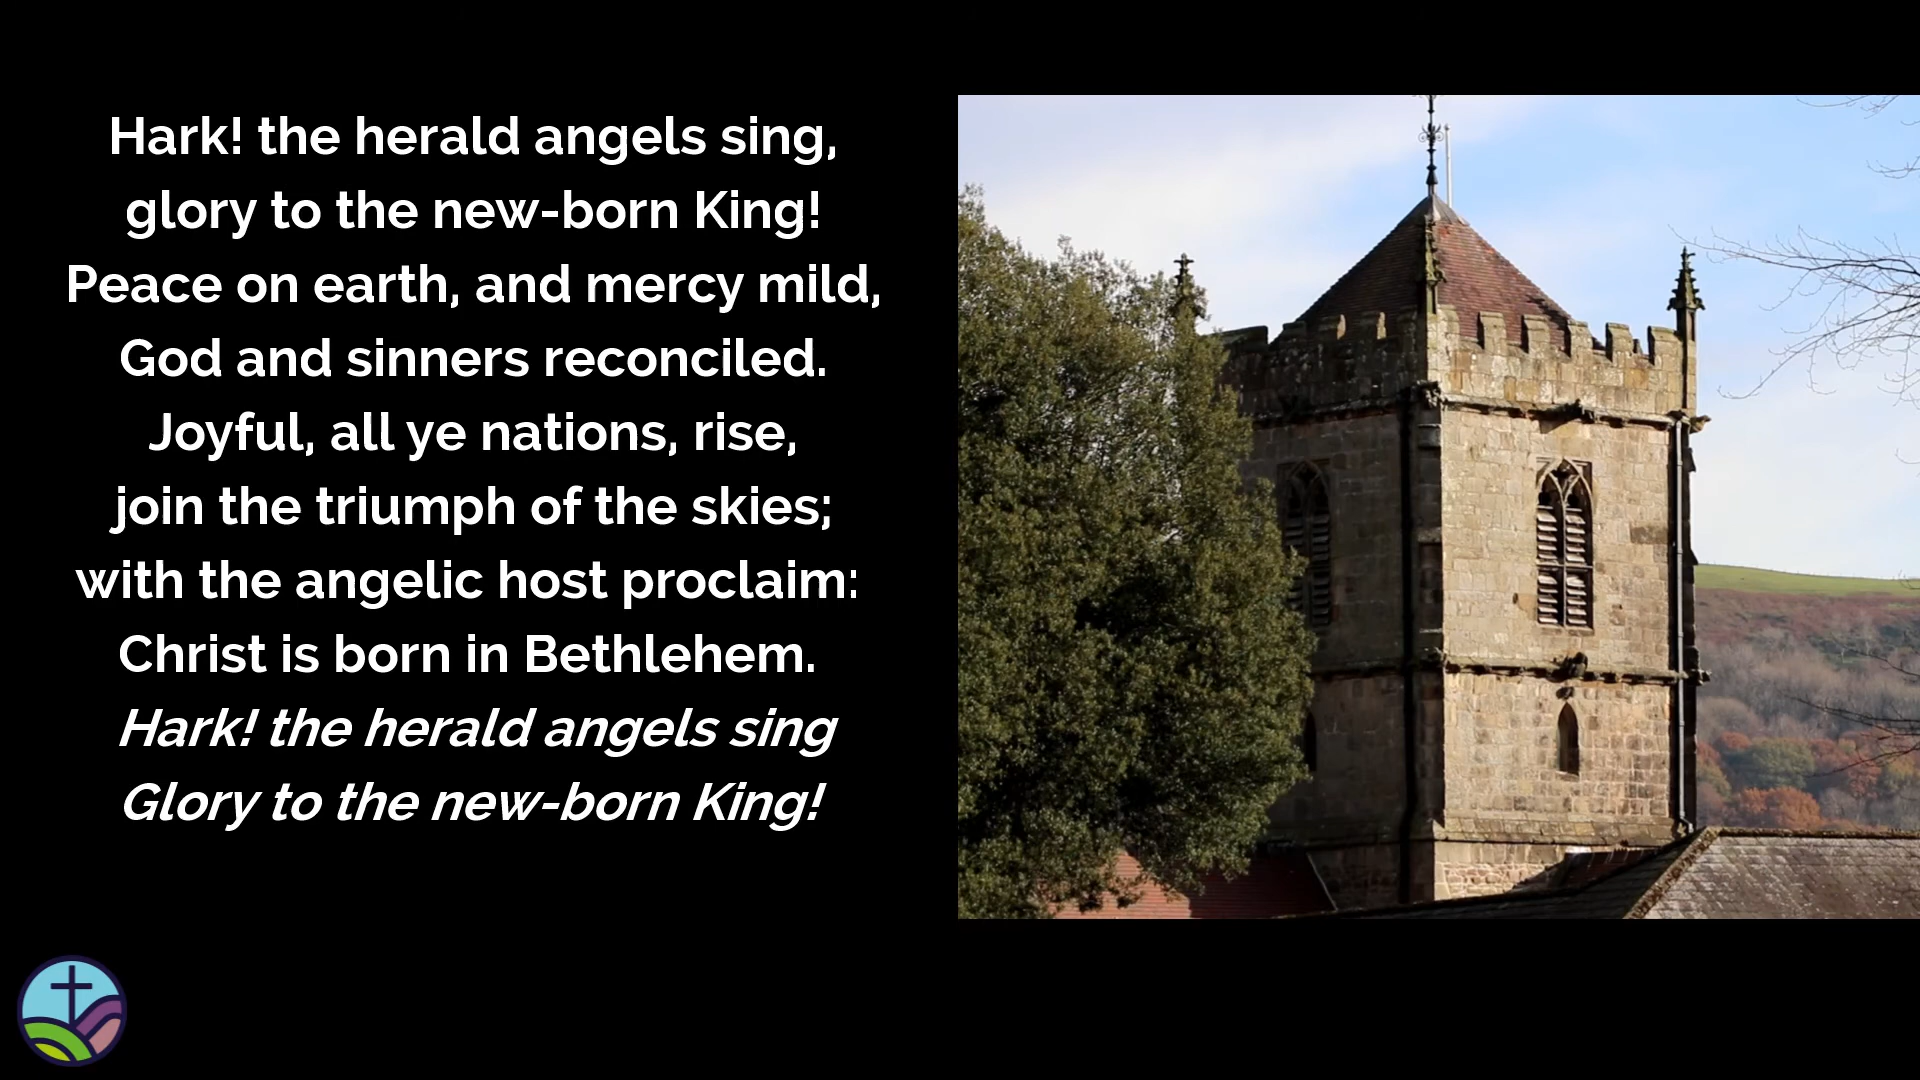 Hark! the herald angels sing,
glory to the new-born King!
Peace on earth, and mercy mild,
God and sinners reconciled.
Joyful, all ye nations, rise,
join the triumph of the skies;
with the angelic host proclaim:
Christ is born in Bethlehem.
Hark! the herald angels sing
Glory to the new-born King!